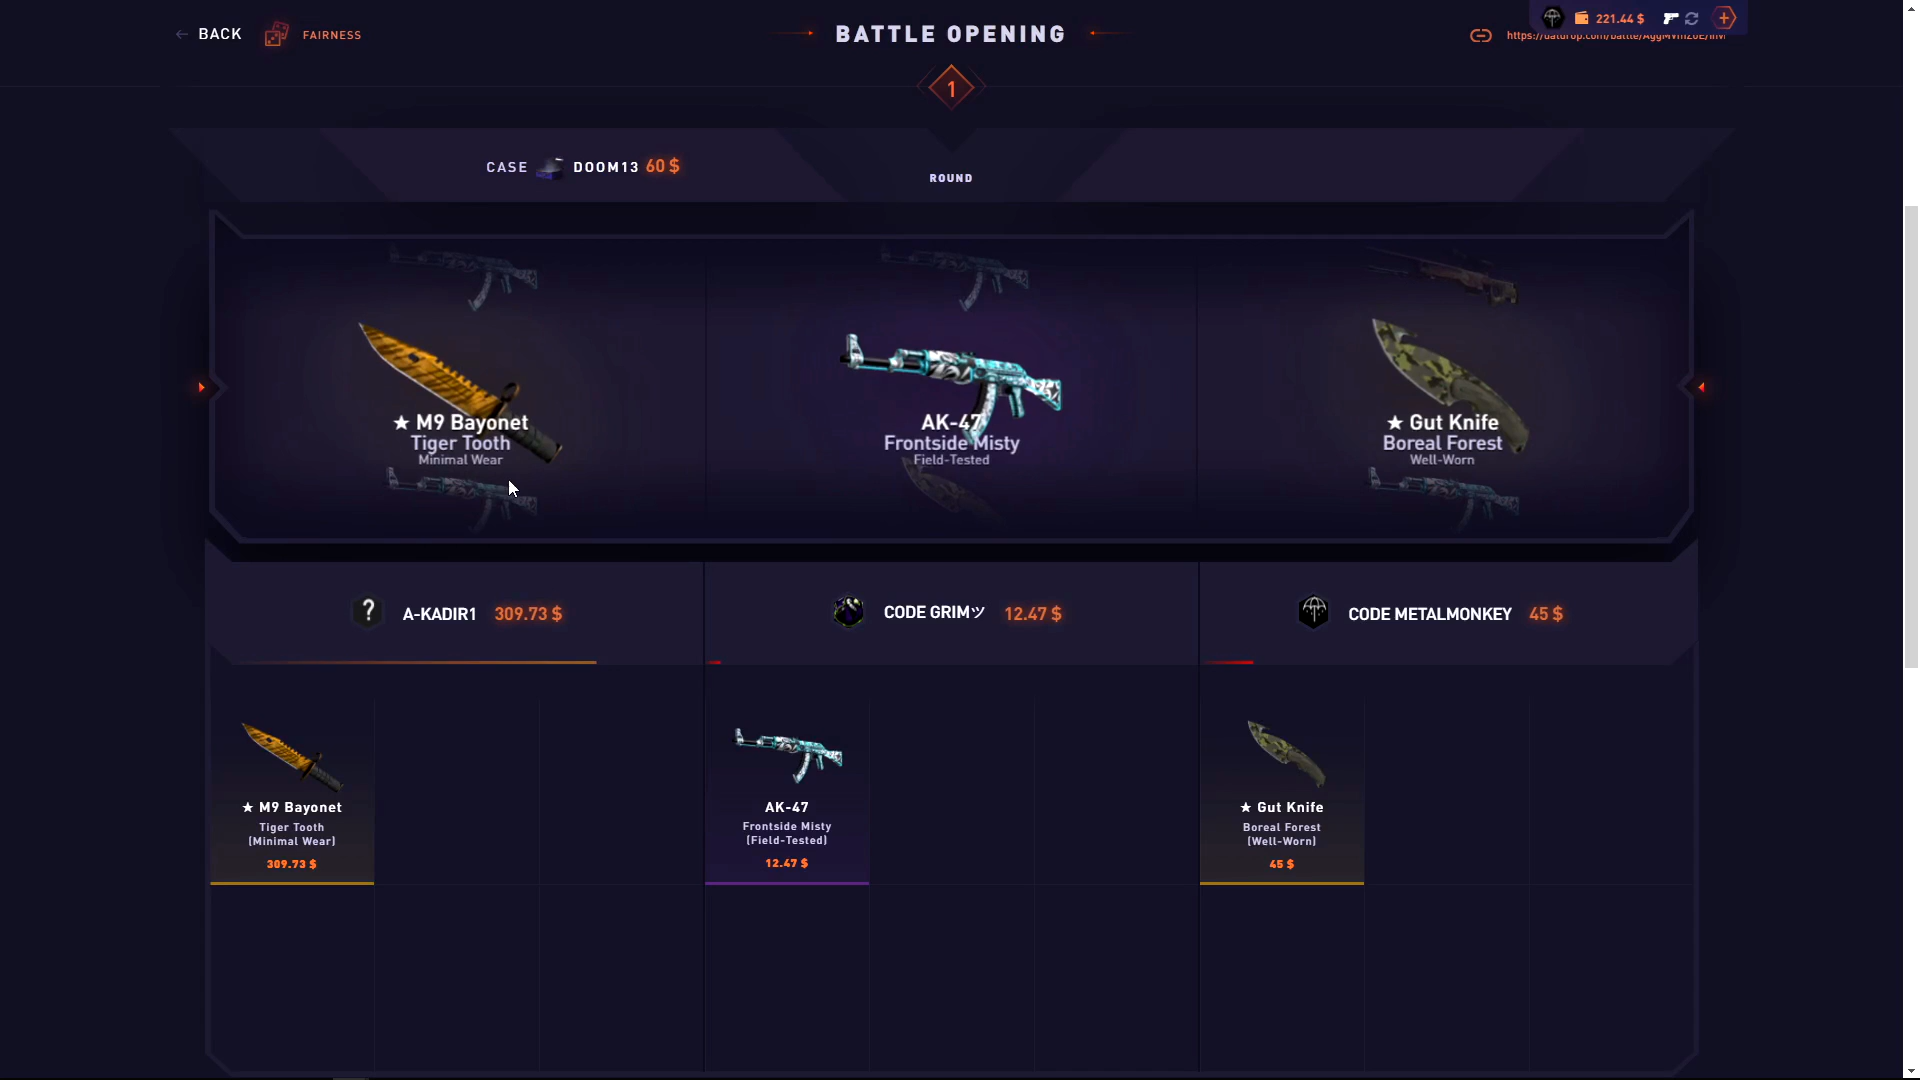 BACK
FAIRNESS
BATTLE OPENING
221.44 $
1
CASE DOOM13 60 $
ROUND
★ M9 Bayonet
Tiger Tooth
Minimal Wear
AK-47
Frontside Misty
Field-Tested
★ Gut Knife
Boreal Forest
Well-Worn
? A-KADIR1 309.73 $
CODE GRIMツ 12.47 $
CODE METALMONKEY 45 $
★ M9 Bayonet
Tiger Tooth
(Minimal Wear)
309.73 $
AK-47
Frontside Misty
(Field-Tested)
12.47 $
★ Gut Knife
Boreal Forest
(Well-Worn)
45 $